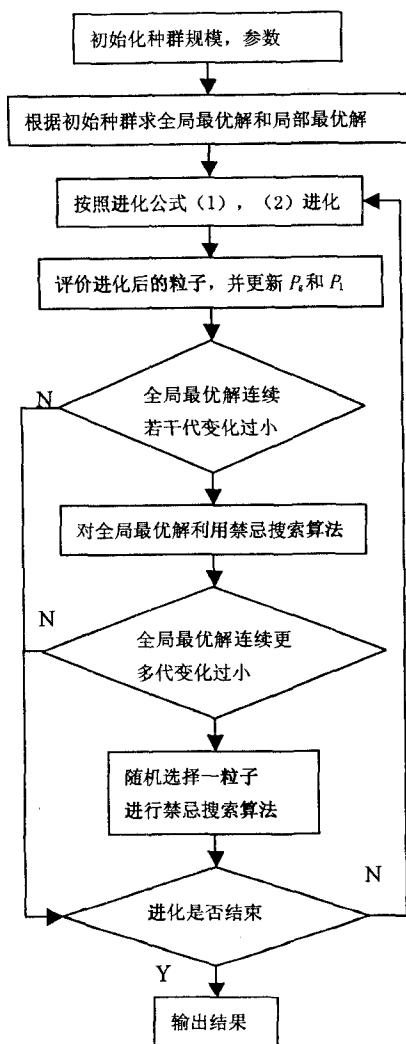 初始化种群规模，参数
根据初始种群求全局最优解和局部最优解
按照进化公式（1），（2）进化
评价进化后的粒子，并更新 Pg和 Pl
全局最优解连续
若干代变化过小
N
对全局最优解利用禁忌搜索算法
N
全局最优解连续更
多代变化过小
随机选择一粒子
进行禁忌搜索算法
N
进化是否结束
Y
输出结果